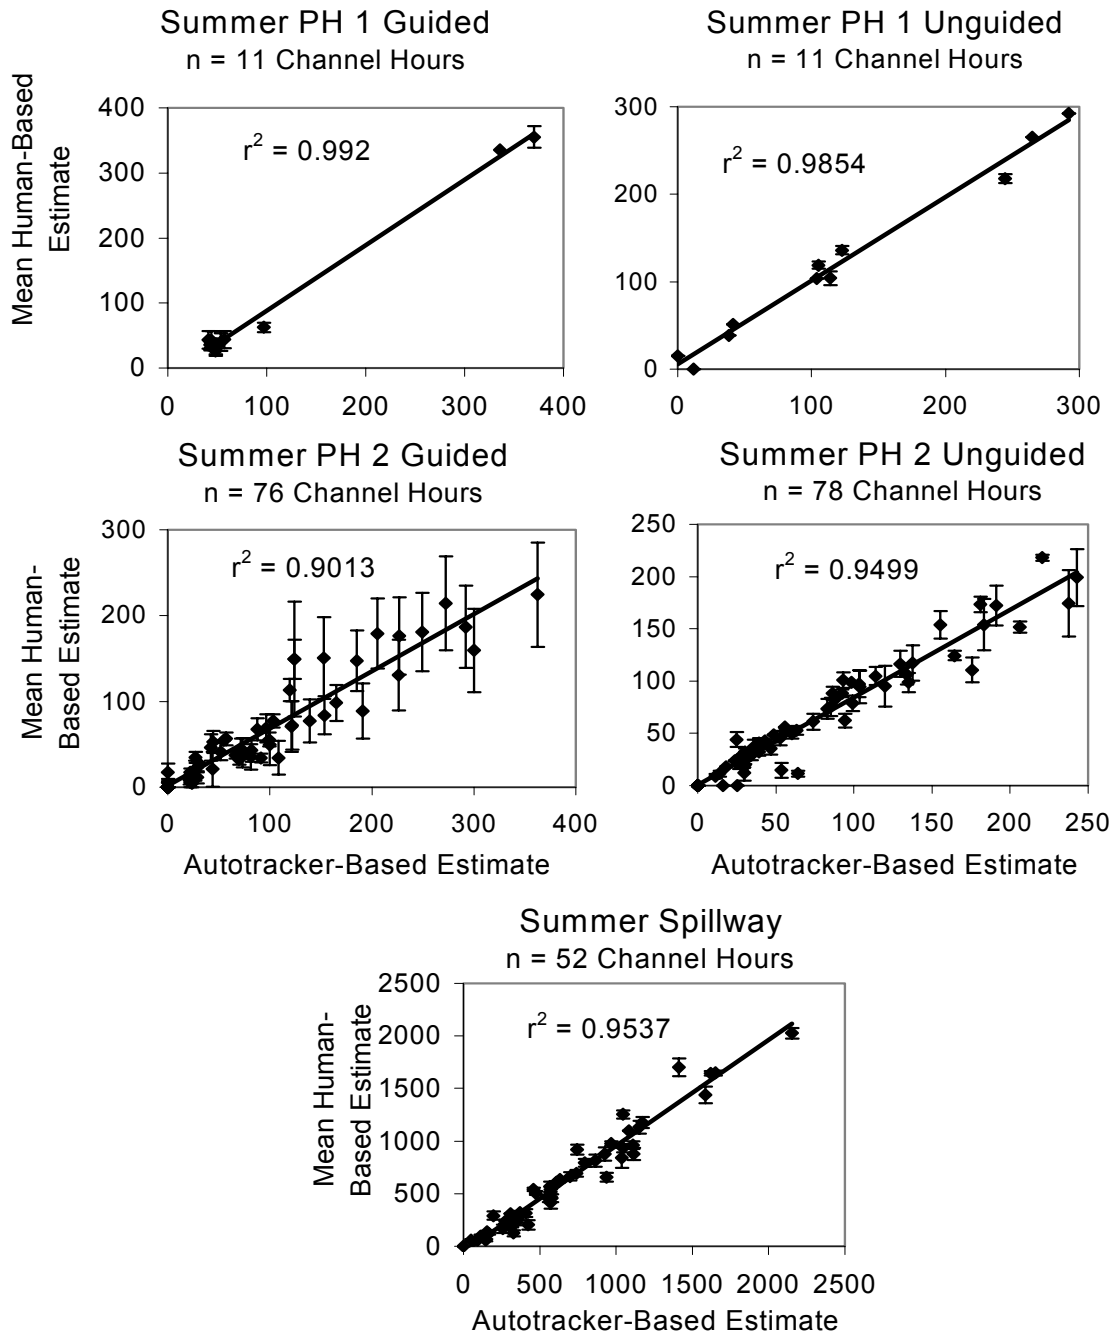 Summer PH 1 Guided
n = 11 Channel Hours
Mean Human-Based
Estimate
400
300
200
100
0
r² = 0.992
0 100 200 300 400
Summer PH 1 Unguided
n = 11 Channel Hours
300
200
100
0
r² = 0.9854
0 100 200 300
Summer PH 2 Guided
n = 76 Channel Hours
Mean Human-
Based Estimate
300
200
100
0
r² = 0.9013
0 100 200 300 400
Autotracker-Based Estimate
Summer PH 2 Unguided
n = 78 Channel Hours
250
200
150
100
50
0
r² = 0.9499
0 50 100 150 200 250
Autotracker-Based Estimate
Summer Spillway
n = 52 Channel Hours
Mean Human-
Based Estimate
2500
2000
1500
1000
500
0
r² = 0.9537
0 500 1000 1500 2000 2500
Autotracker-Based Estimate